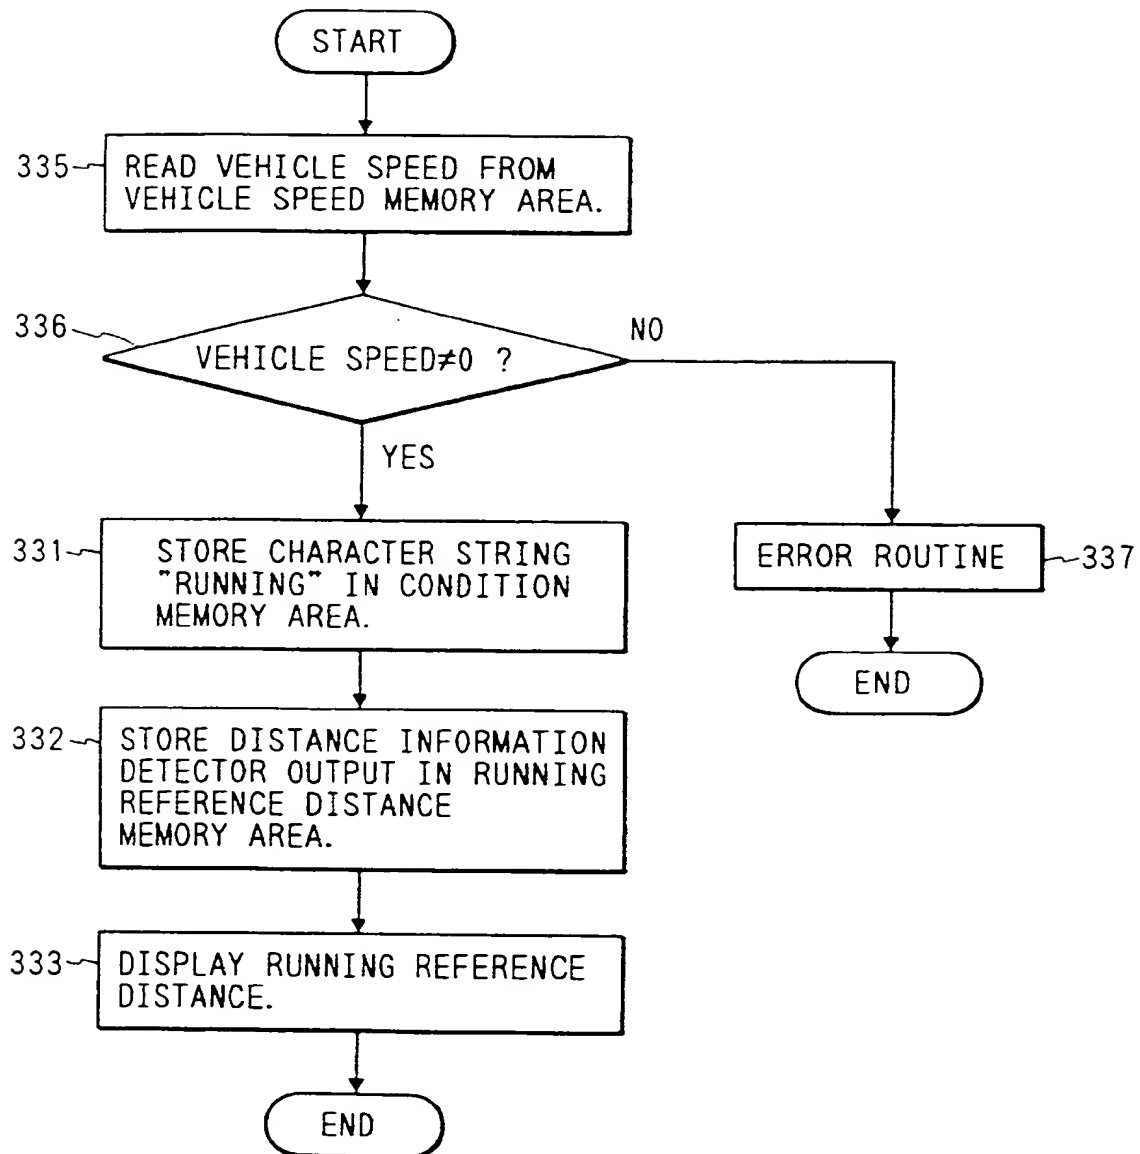 START
335
READ VEHICLE SPEED FROM
VEHICLE SPEED MEMORY AREA.
336
VEHICLE SPEED≠0 ?
NO
YES
331
STORE CHARACTER STRING
"RUNNING" IN CONDITION
MEMORY AREA.
ERROR ROUTINE
337
END
332
STORE DISTANCE INFORMATION
DETECTOR OUTPUT IN RUNNING
REFERENCE DISTANCE
MEMORY AREA.
333
DISPLAY RUNNING REFERENCE
DISTANCE.
END